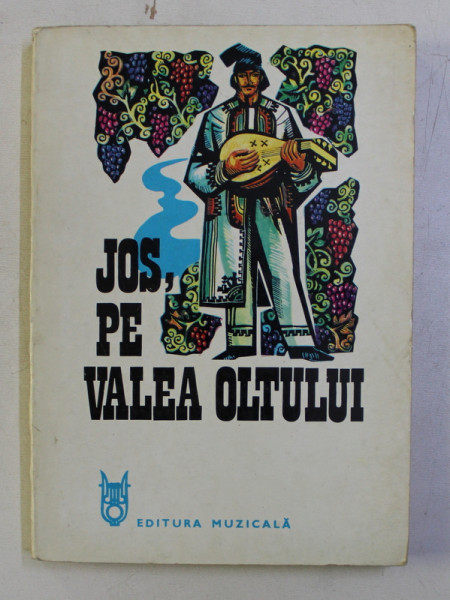 JOS,
PE
VALEA OLTULUI
EDITURA MUZICALĂ